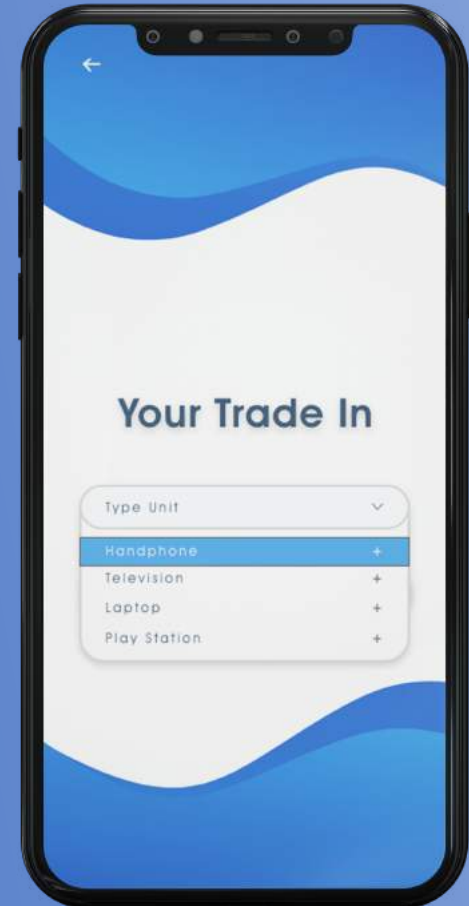 Your Trade In
Type Unit
Handphone +
Television +
Laptop +
Play Station +